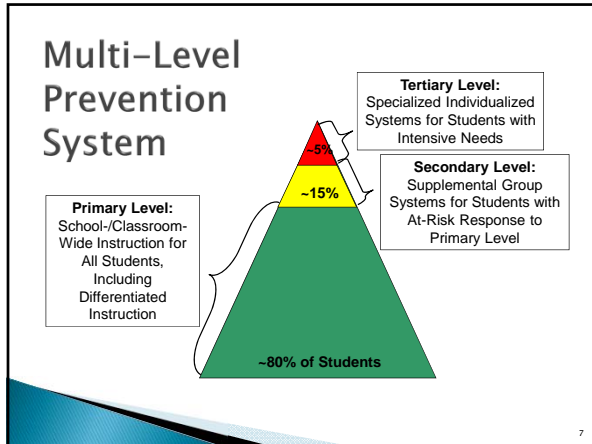 Multi-Level
Prevention
System
Tertiary Level:
Specialized Individualized
Systems for Students with
Intensive Needs
~5%
Secondary Level:
Supplemental Group
Systems for Students with
At-Risk Response to
Primary Level
~15%
Primary Level:
School-/Classroom-
Wide Instruction for
All Students,
Including
Differentiated
Instruction
~80% of Students
7